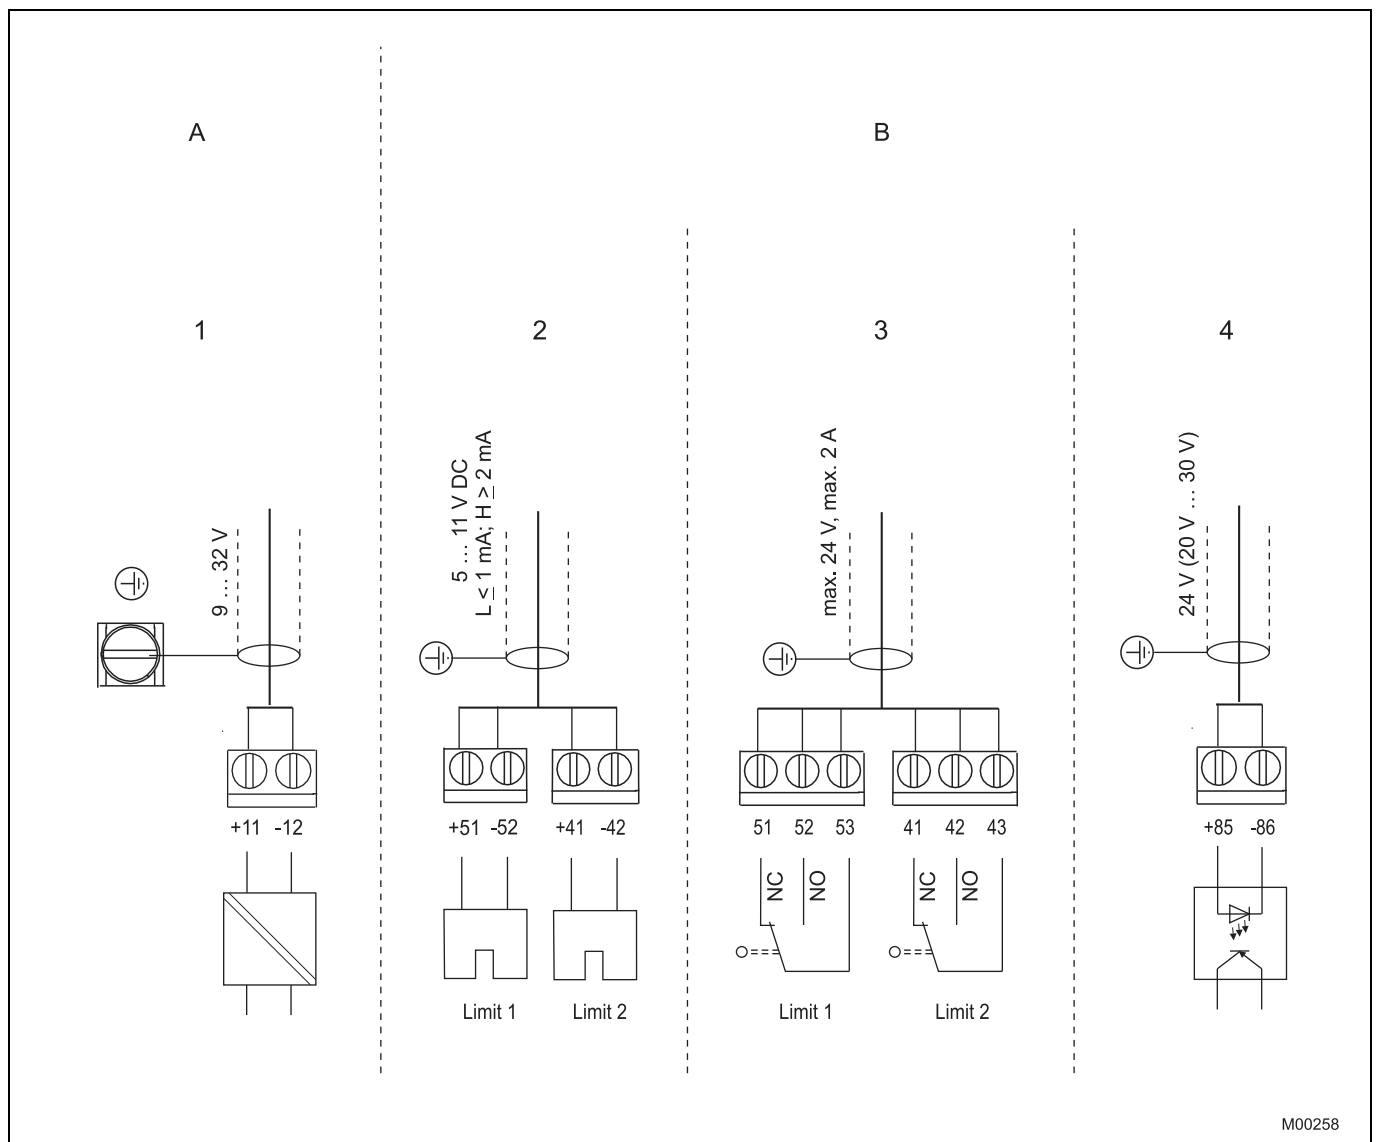 A
B
1
2
3
4
9 … 32 V
5 … 11 V DC
L ≤ 1 mA; H ≥ 2 mA
max. 24 V, max. 2 A
24 V (20 V … 30 V)
+11 -12
+51 -52 +41 -42
51 52 53 41 42 43
+85 -86
NC NO NC NO
Limit 1 Limit 2
Limit 1 Limit 2
M00258